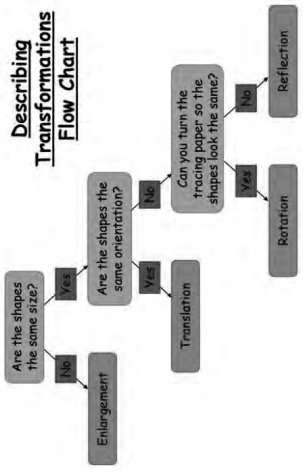 Describing
Transformations
Flow Chart
Are the shapes
the same size?
No
Yes
Enlargement
Are the shapes the
same orientation?
Yes
No
Translation
Can you turn the
tracing paper so the
shapes look the same?
Yes
No
Rotation
Reflection